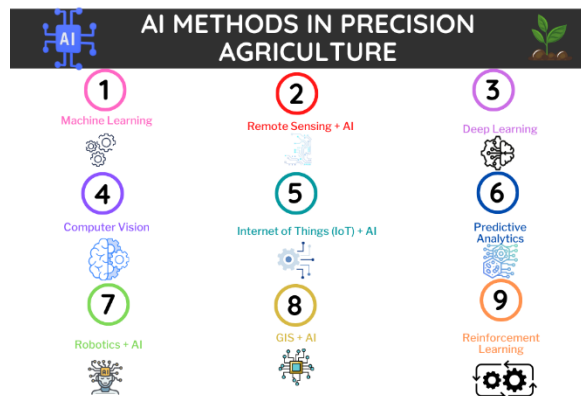 AI
AI METHODS IN PRECISION
AGRICULTURE
1
2
3
Machine Learning
Remote Sensing + AI
Deep Learning
4
5
6
Computer Vision
Internet of Things (IoT) + AI
Predictive
Analytics
7
8
9
Robotics + AI
GIS + AI
Reinforcement
Learning